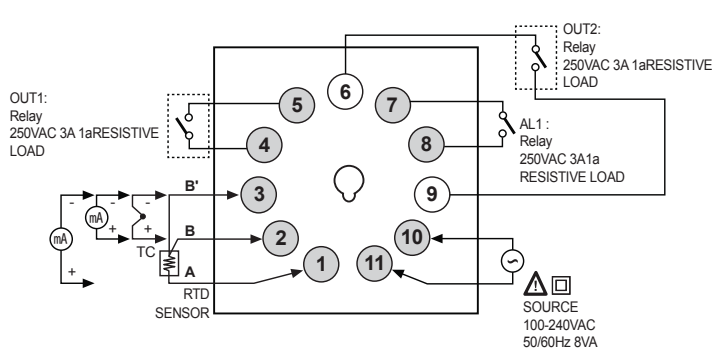 OUT2:
Relay
250VAC 3A 1aRESISTIVE
LOAD
OUT1:
Relay
250VAC 3A 1aRESISTIVE
LOAD
5
6
7
4
8
AL1 :
Relay
250VAC 3A1a
RESISTIVE LOAD
3
9
2
10
1
11
B'
B
A
- - -
mA
mA
+ +
+
TC
RTD
SENSOR
SOURCE
100-240VAC
50/60Hz 8VA